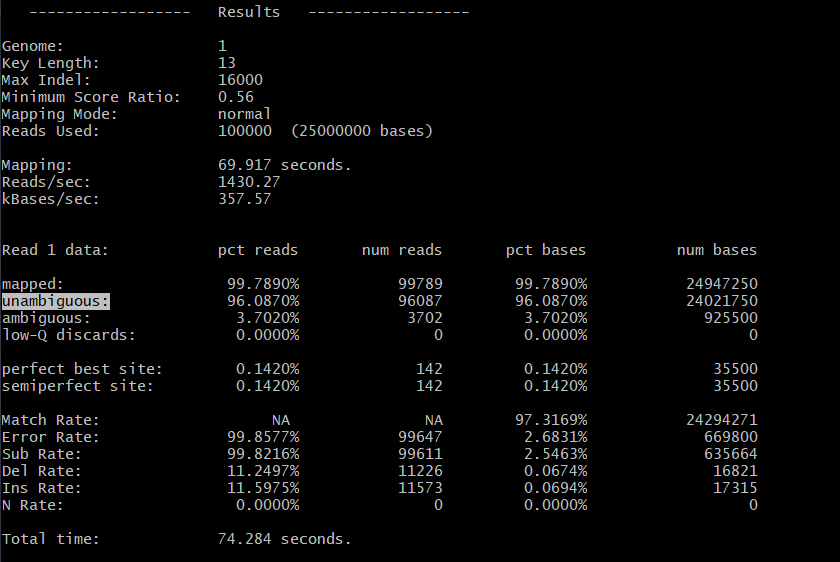 ------------------   Results   ------------------
Genome:                 1
Key Length:             13
Max Indel:              16000
Minimum Score Ratio:    0.56
Mapping Mode:           normal
Reads Used:             100000  (25000000 bases)
Mapping:                69.917 seconds.
Reads/sec:              1430.27
kBases/sec:             357.57
Read 1 data:            pct reads       num reads       pct bases          num bases
mapped:                  99.7890%           99789        99.7890%           24947250
unambiguous:             96.0870%           96087        96.0870%           24021750
ambiguous:                3.7020%            3702         3.7020%             925500
low-Q discards:           0.0000%               0         0.0000%                  0
perfect best site:        0.1420%             142         0.1420%              35500
semiperfect site:         0.1420%             142         0.1420%              35500
Match Rate:                   NA               NA        97.3169%           24294271
Error Rate:              99.8577%           99647         2.6831%             669800
Sub Rate:                99.8216%           99611         2.5463%             635664
Del Rate:                11.2497%           11226         0.0674%              16821
Ins Rate:                11.5975%           11573         0.0694%              17315
N Rate:                   0.0000%               0         0.0000%                  0
Total time:             74.284 seconds.